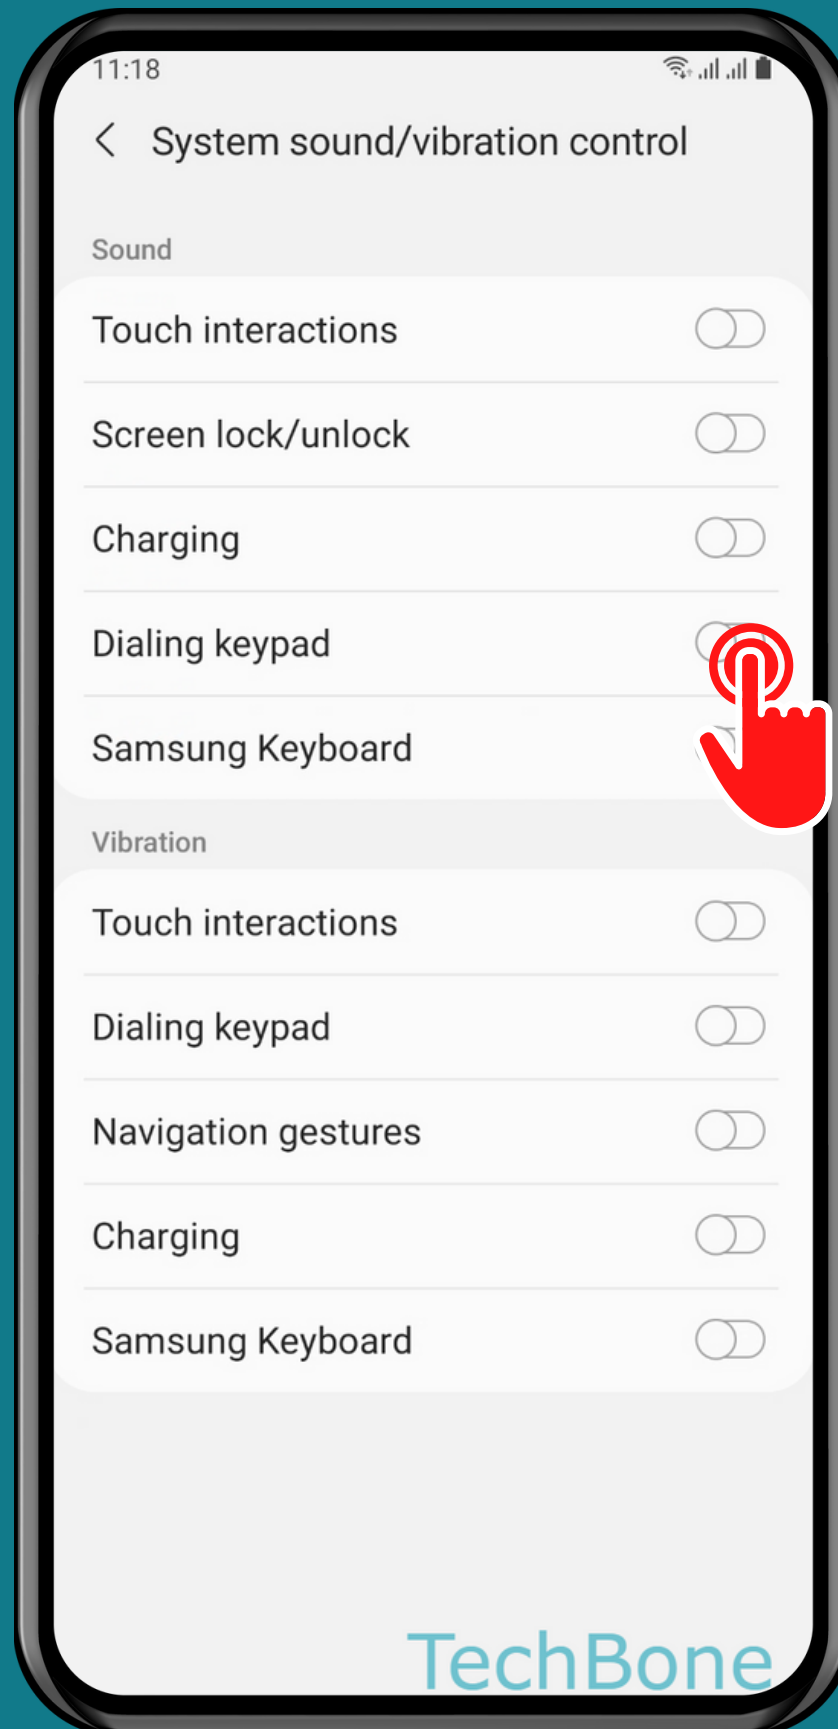 11:18
System sound/vibration control
Sound
Touch interactions
Screen lock/unlock
Charging
Dialing keypad
Samsung Keyboard
Vibration
Touch interactions
Dialing keypad
Navigation gestures
Charging
Samsung Keyboard
TechBone